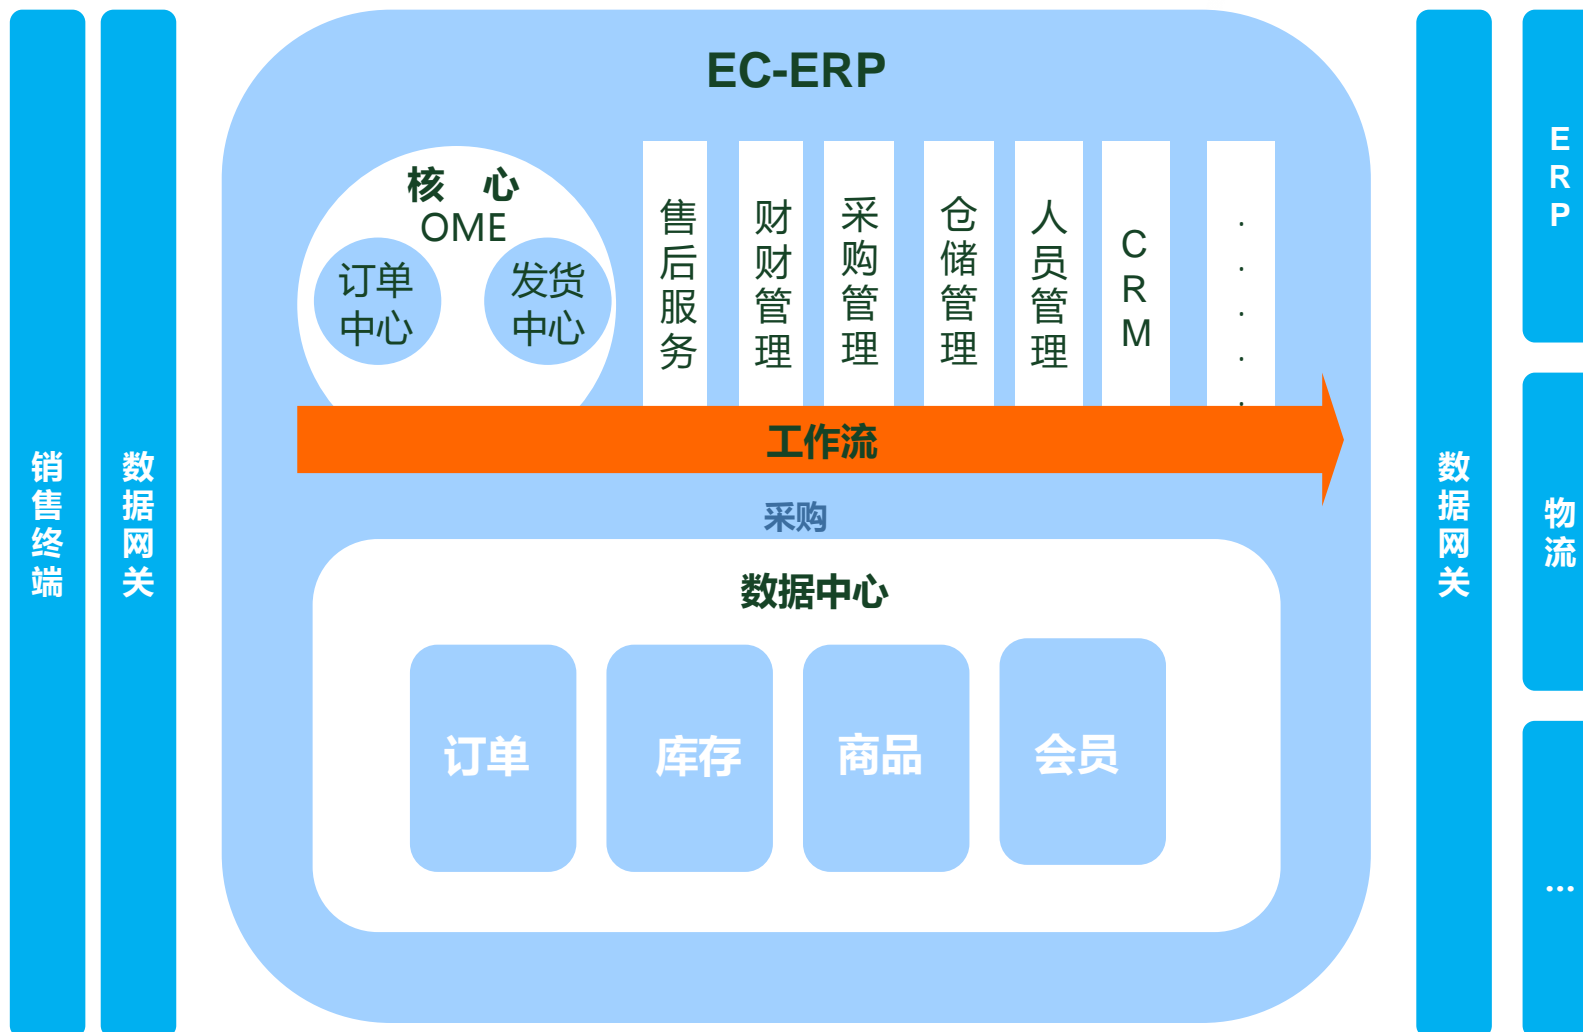 EC-ERP
销售终端
数据网关
核 心
OME
订单
中心
发货
中心
售后服务
财财管理
采购管理
仓储管理
人员管理
CRM
.....
工作流
采购
数据中心
订单
库存
商品
会员
数据网关
ERP
物流
...